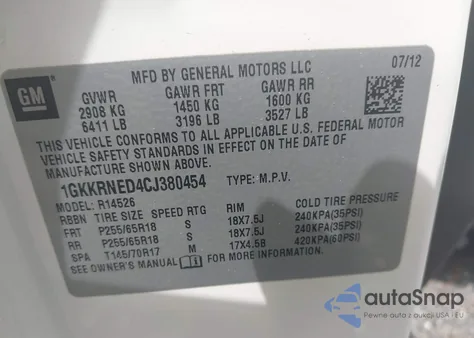 07/12
MFD BY GENERAL MOTORS LLC
GM
GVWR GAWR FRT GAWR RR
2908 KG 1450 KG 1600 KG
6411 LB 3196 LB 3527 LB
THIS VEHICLE CONFORMS TO ALL APPLICABLE U.S. FEDERAL MOTOR
VEHICLE SAFETY STANDARDS IN EFFECT ON THE DATE OF
MANUFACTURE SHOWN ABOVE.
1GKKRNED4CJ380454 TYPE: M.P.V.
MODEL: R14526
RBBN TIRE SIZE SPEED RTG RIM COLD TIRE PRESSURE
FRT P255/65R18 S 18X7.5J 240KPA(35PSI)
RR P255/65R18 S 18X7.5J 240KPA(35PSI)
SPA T145/70R17 M 17X4.5B 420KPA(60PSI)
SEE OWNER'S MANUAL FOR MORE INFORMATION.
autoSnap
Pewne auto z aukcji USA